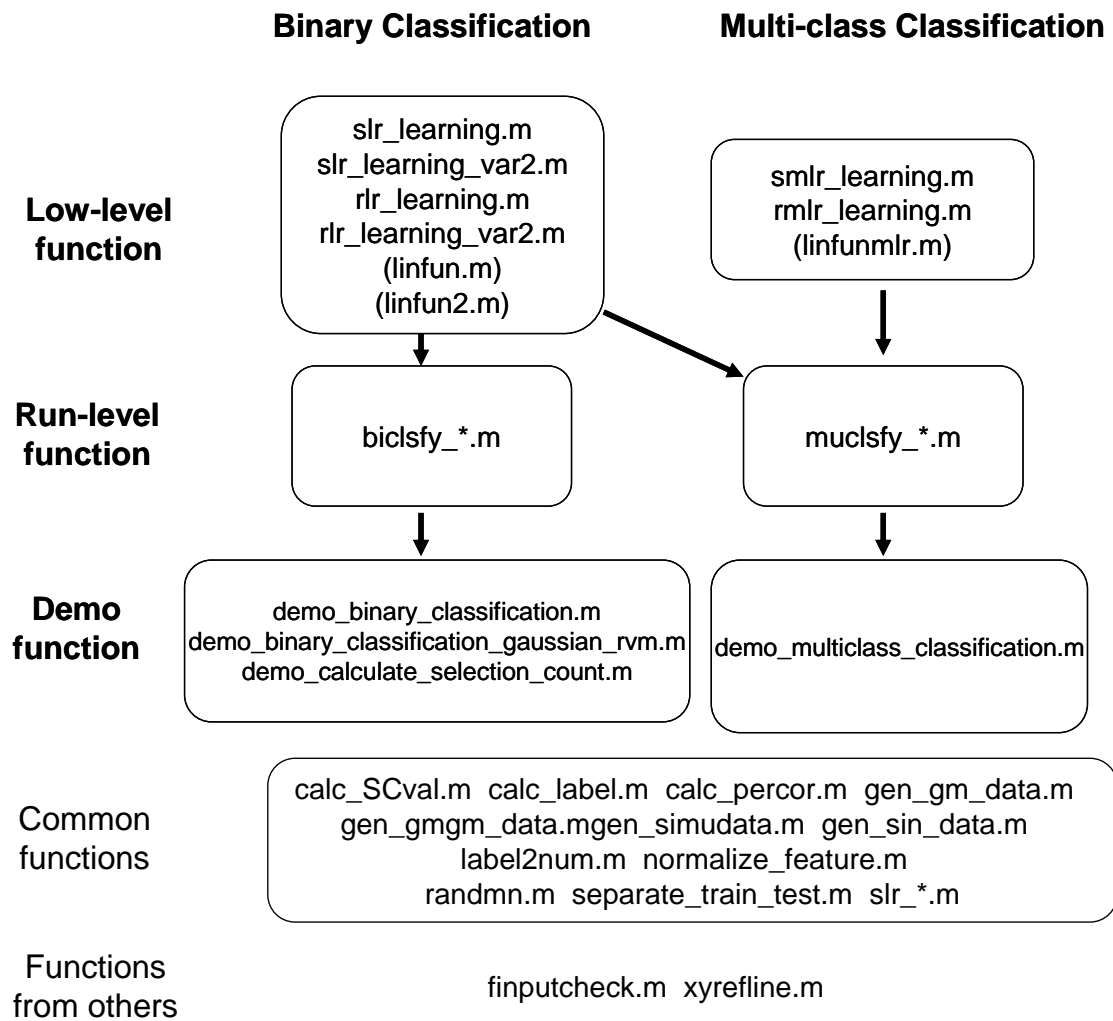 Binary Classification
Multi-class Classification
Low-level
function
slr_learning.m
slr_learning_var2.m
rlr_learning.m
rlr_learning_var2.m
(linfun.m)
(linfun2.m)
smlr_learning.m
rmlr_learning.m
(linfunmlr.m)
Run-level
function
biclsfy_*.m
muclsfy_*.m
Demo
function
demo_binary_classification.m
demo_binary_classification_gaussian_rvm.m
demo_calculate_selection_count.m
demo_multiclass_classification.m
Common
functions
calc_SCval.m calc_label.m calc_percor.m gen_gm_data.m
gen_gmgm_data.mgen_simudata.m gen_sin_data.m
label2num.m normalize_feature.m
randmn.m separate_train_test.m slr_*.m
Functions
from others
finputcheck.m xyrefline.m